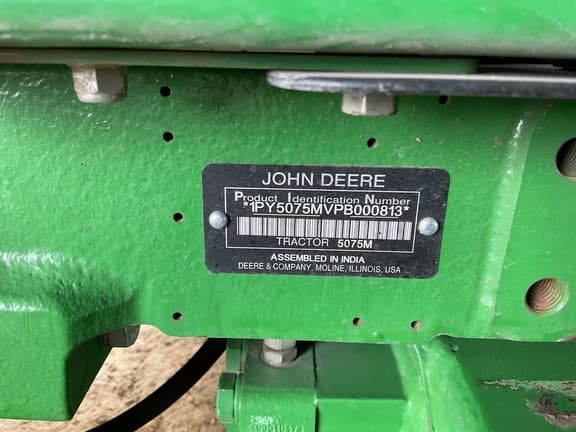 JOHN DEERE
Product Identification Number
*1PY5075MVPB000813*
TRACTOR 5075M
ASSEMBLED IN INDIA
DEERE & COMPANY, MOLINE, ILLINOIS, USA